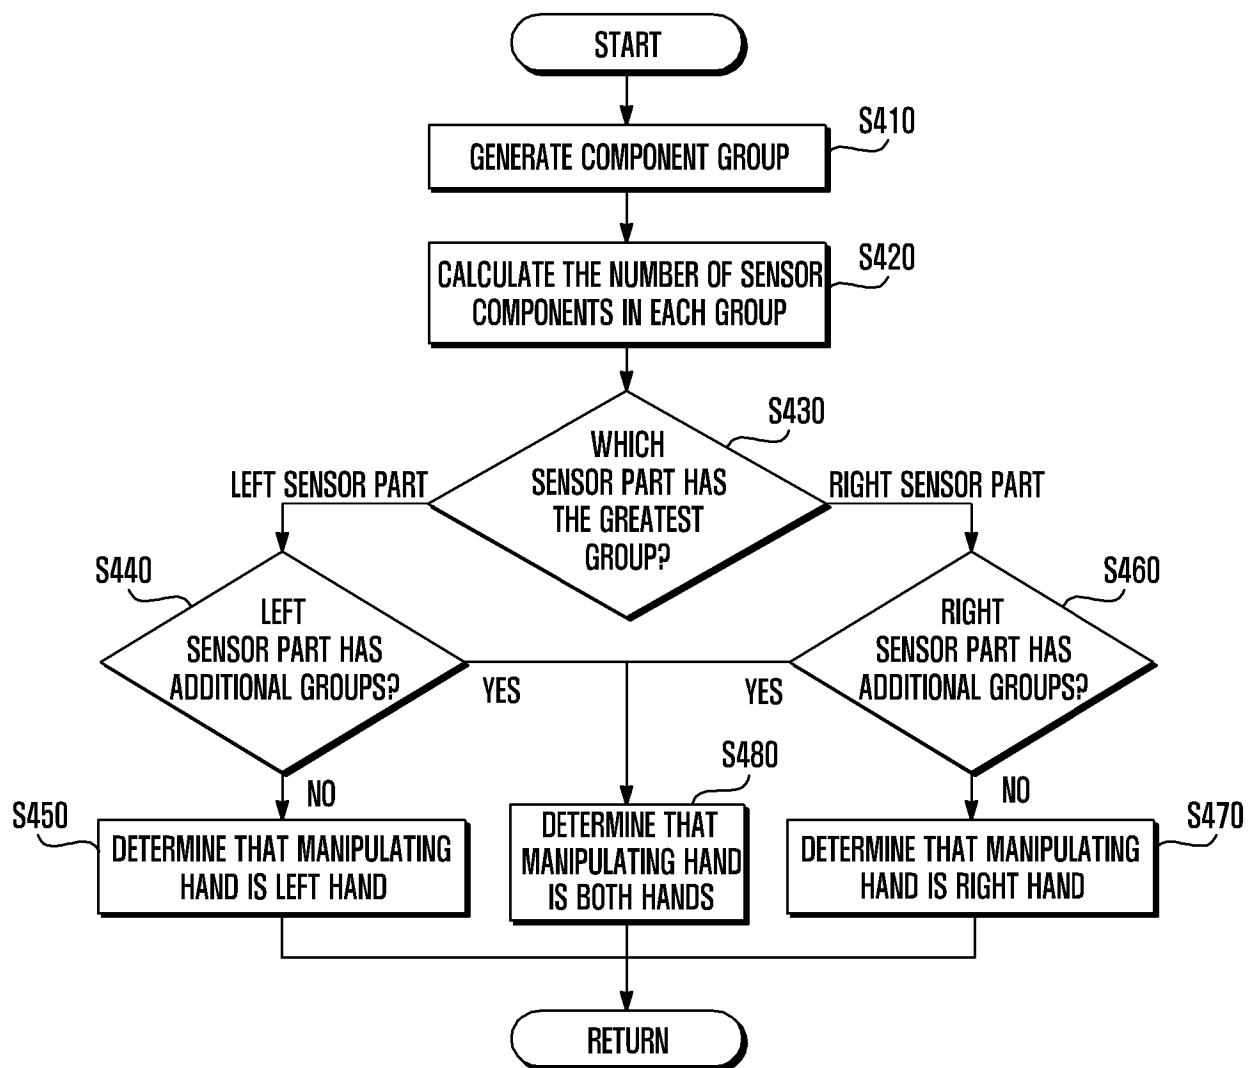 START
S410
GENERATE COMPONENT GROUP
S420
CALCULATE THE NUMBER OF SENSOR
COMPONENTS IN EACH GROUP
S430
WHICH
SENSOR PART HAS
THE GREATEST
GROUP?
LEFT SENSOR PART
RIGHT SENSOR PART
S440
LEFT
SENSOR PART HAS
ADDITIONAL GROUPS?
S460
RIGHT
SENSOR PART HAS
ADDITIONAL GROUPS?
YES
YES
NO
NO
S450
DETERMINE THAT MANIPULATING
HAND IS LEFT HAND
S480
DETERMINE THAT
MANIPULATING HAND
IS BOTH HANDS
S470
DETERMINE THAT MANIPULATING
HAND IS RIGHT HAND
RETURN